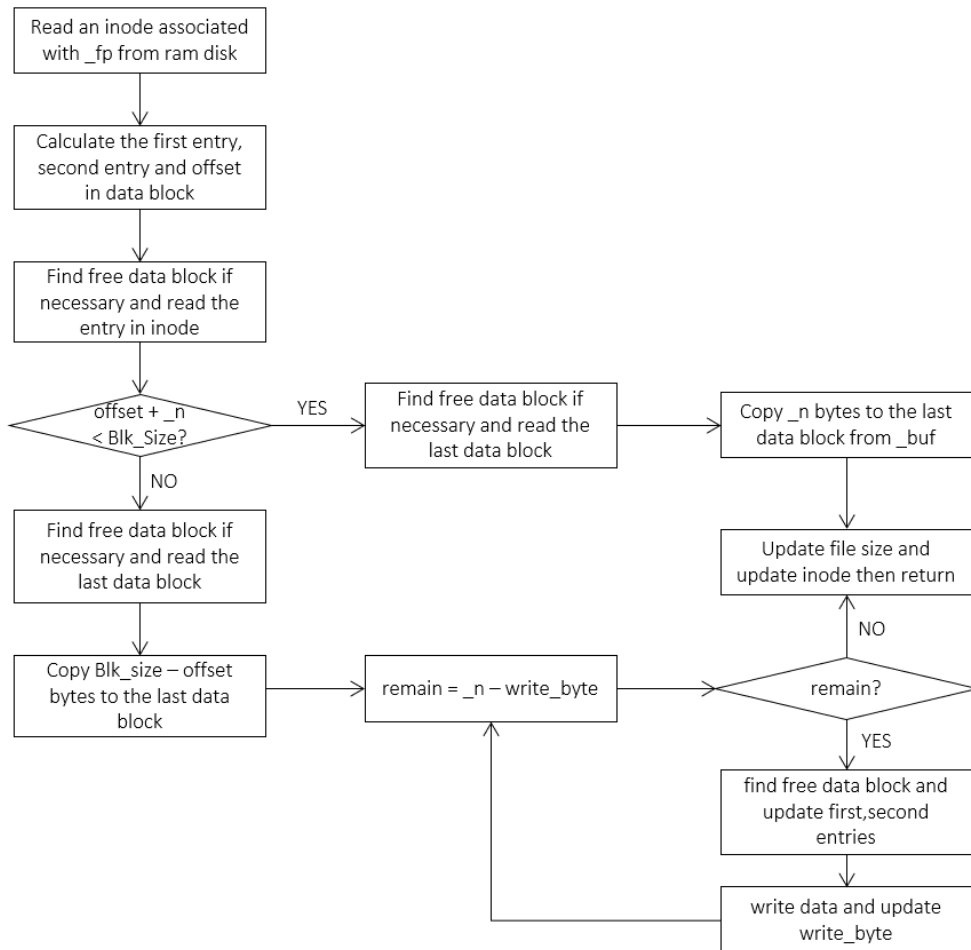 Read an inode associated
with _fp from ram disk
Calculate the first entry,
second entry and offset
in data block
Find free data block if
necessary and read the
entry in inode
offset + _n
< Blk_Size?
YES
Find free data block if
necessary and read the
last data block
Copy _n bytes to the last
data block from _buf
NO
Find free data block if
necessary and read the
last data block
Update file size and
update inode then return
NO
Copy Blk_size – offset
bytes to the last data
block
remain = _n – write_byte
remain?
YES
find free data block and
update first,second
entries
write data and update
write_byte